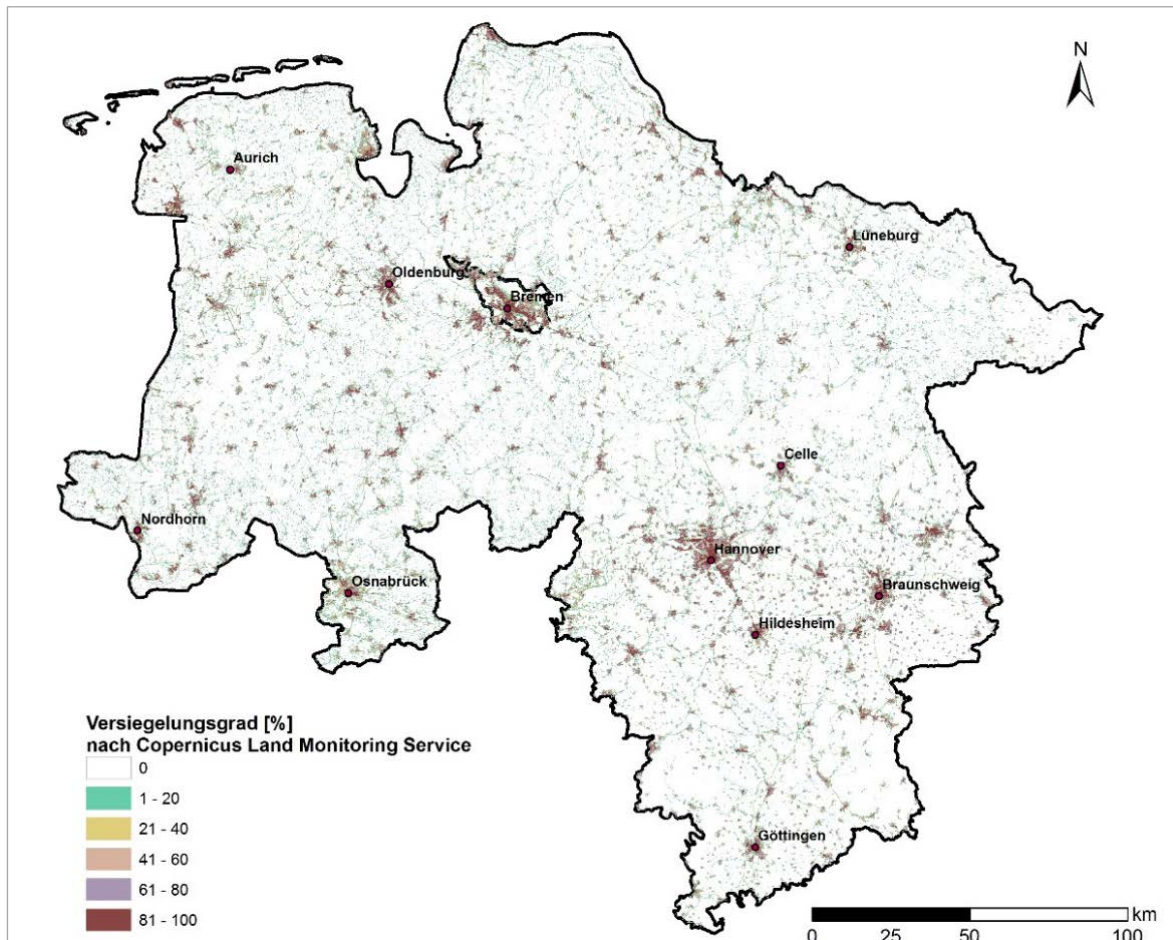 N
Aurich
Lüneburg
Oldenburg
Bremen
Celle
Nordhorn
Hannover
Osnabrück
Braunschweig
Hildesheim
Göttingen
Versiegelungsgrad [%]
nach Copernicus Land Monitoring Service
0
1 - 20
21 - 40
41 - 60
61 - 80
81 - 100
km
0 25 50 100